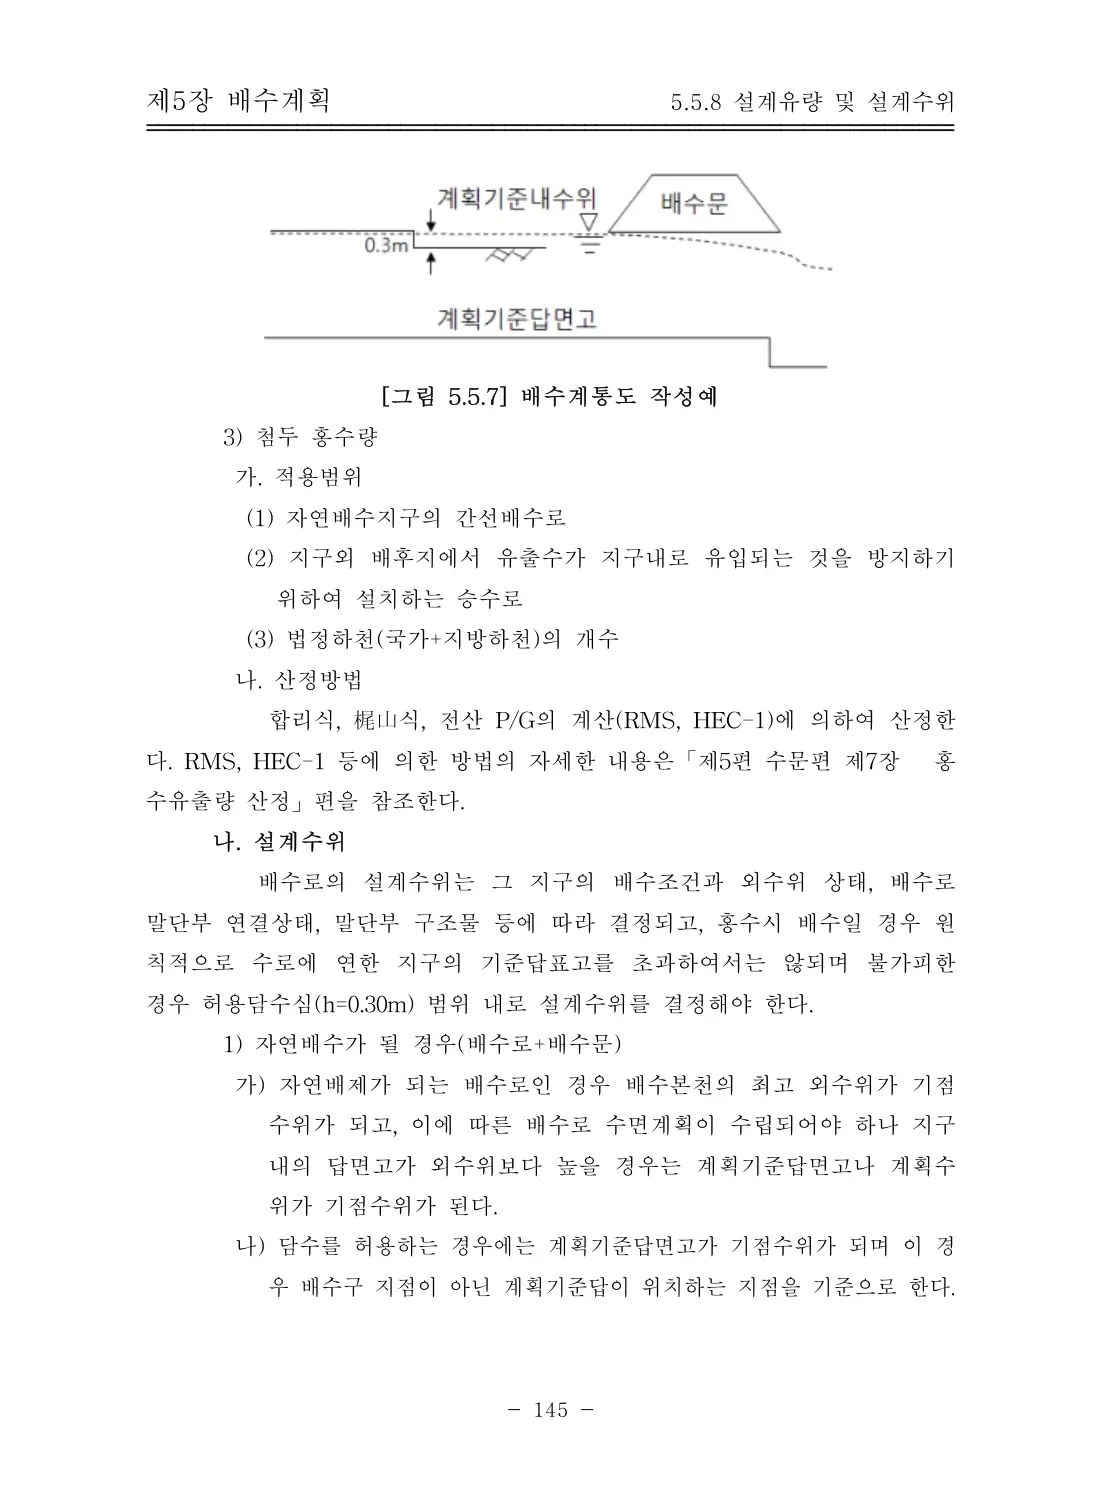 제5장 배수계획
5.5.8 설계유량 및 설계수위
계획기준내수위
배수문
0.3m
계획기준답면고
[그림 5.5.7] 배수계통도 작성예
3) 첨두 홍수량
가. 적용범위
(1) 자연배수지구의 간선배수로
(2) 지구외 배후지에서 유출수가 지구내로 유입되는 것을 방지하기
위하여 설치하는 승수로
(3) 법정하천(국가+지방하천)의 개수
나. 산정방법
합리식, 梶山식, 전산 P/G의 계산(RMS, HEC-1)에 의하여 산정한
다. RMS, HEC-1 등에 의한 방법의 자세한 내용은「제5편 수문편 제7장 홍
수유출량 산정」편을 참조한다.
나. 설계수위
배수로의 설계수위는 그 지구의 배수조건과 외수위 상태, 배수로
말단부 연결상태, 말단부 구조물 등에 따라 결정되고, 홍수시 배수일 경우 원
칙적으로 수로에 연한 지구의 기준답표고를 초과하여서는 않되며 불가피한
경우 허용담수심(h=0.30m) 범위 내로 설계수위를 결정해야 한다.
1) 자연배수가 될 경우(배수로+배수문)
가) 자연배제가 되는 배수로인 경우 배수본천의 최고 외수위가 기점
수위가 되고, 이에 따른 배수로 수면계획이 수립되어야 하나 지구
내의 답면고가 외수위보다 높을 경우는 계획기준답면고나 계획수
위가 기점수위가 된다.
나) 담수를 허용하는 경우에는 계획기준답면고가 기점수위가 되며 이 경
우 배수구 지점이 아닌 계획기준답이 위치하는 지점을 기준으로 한다.
- 145 -